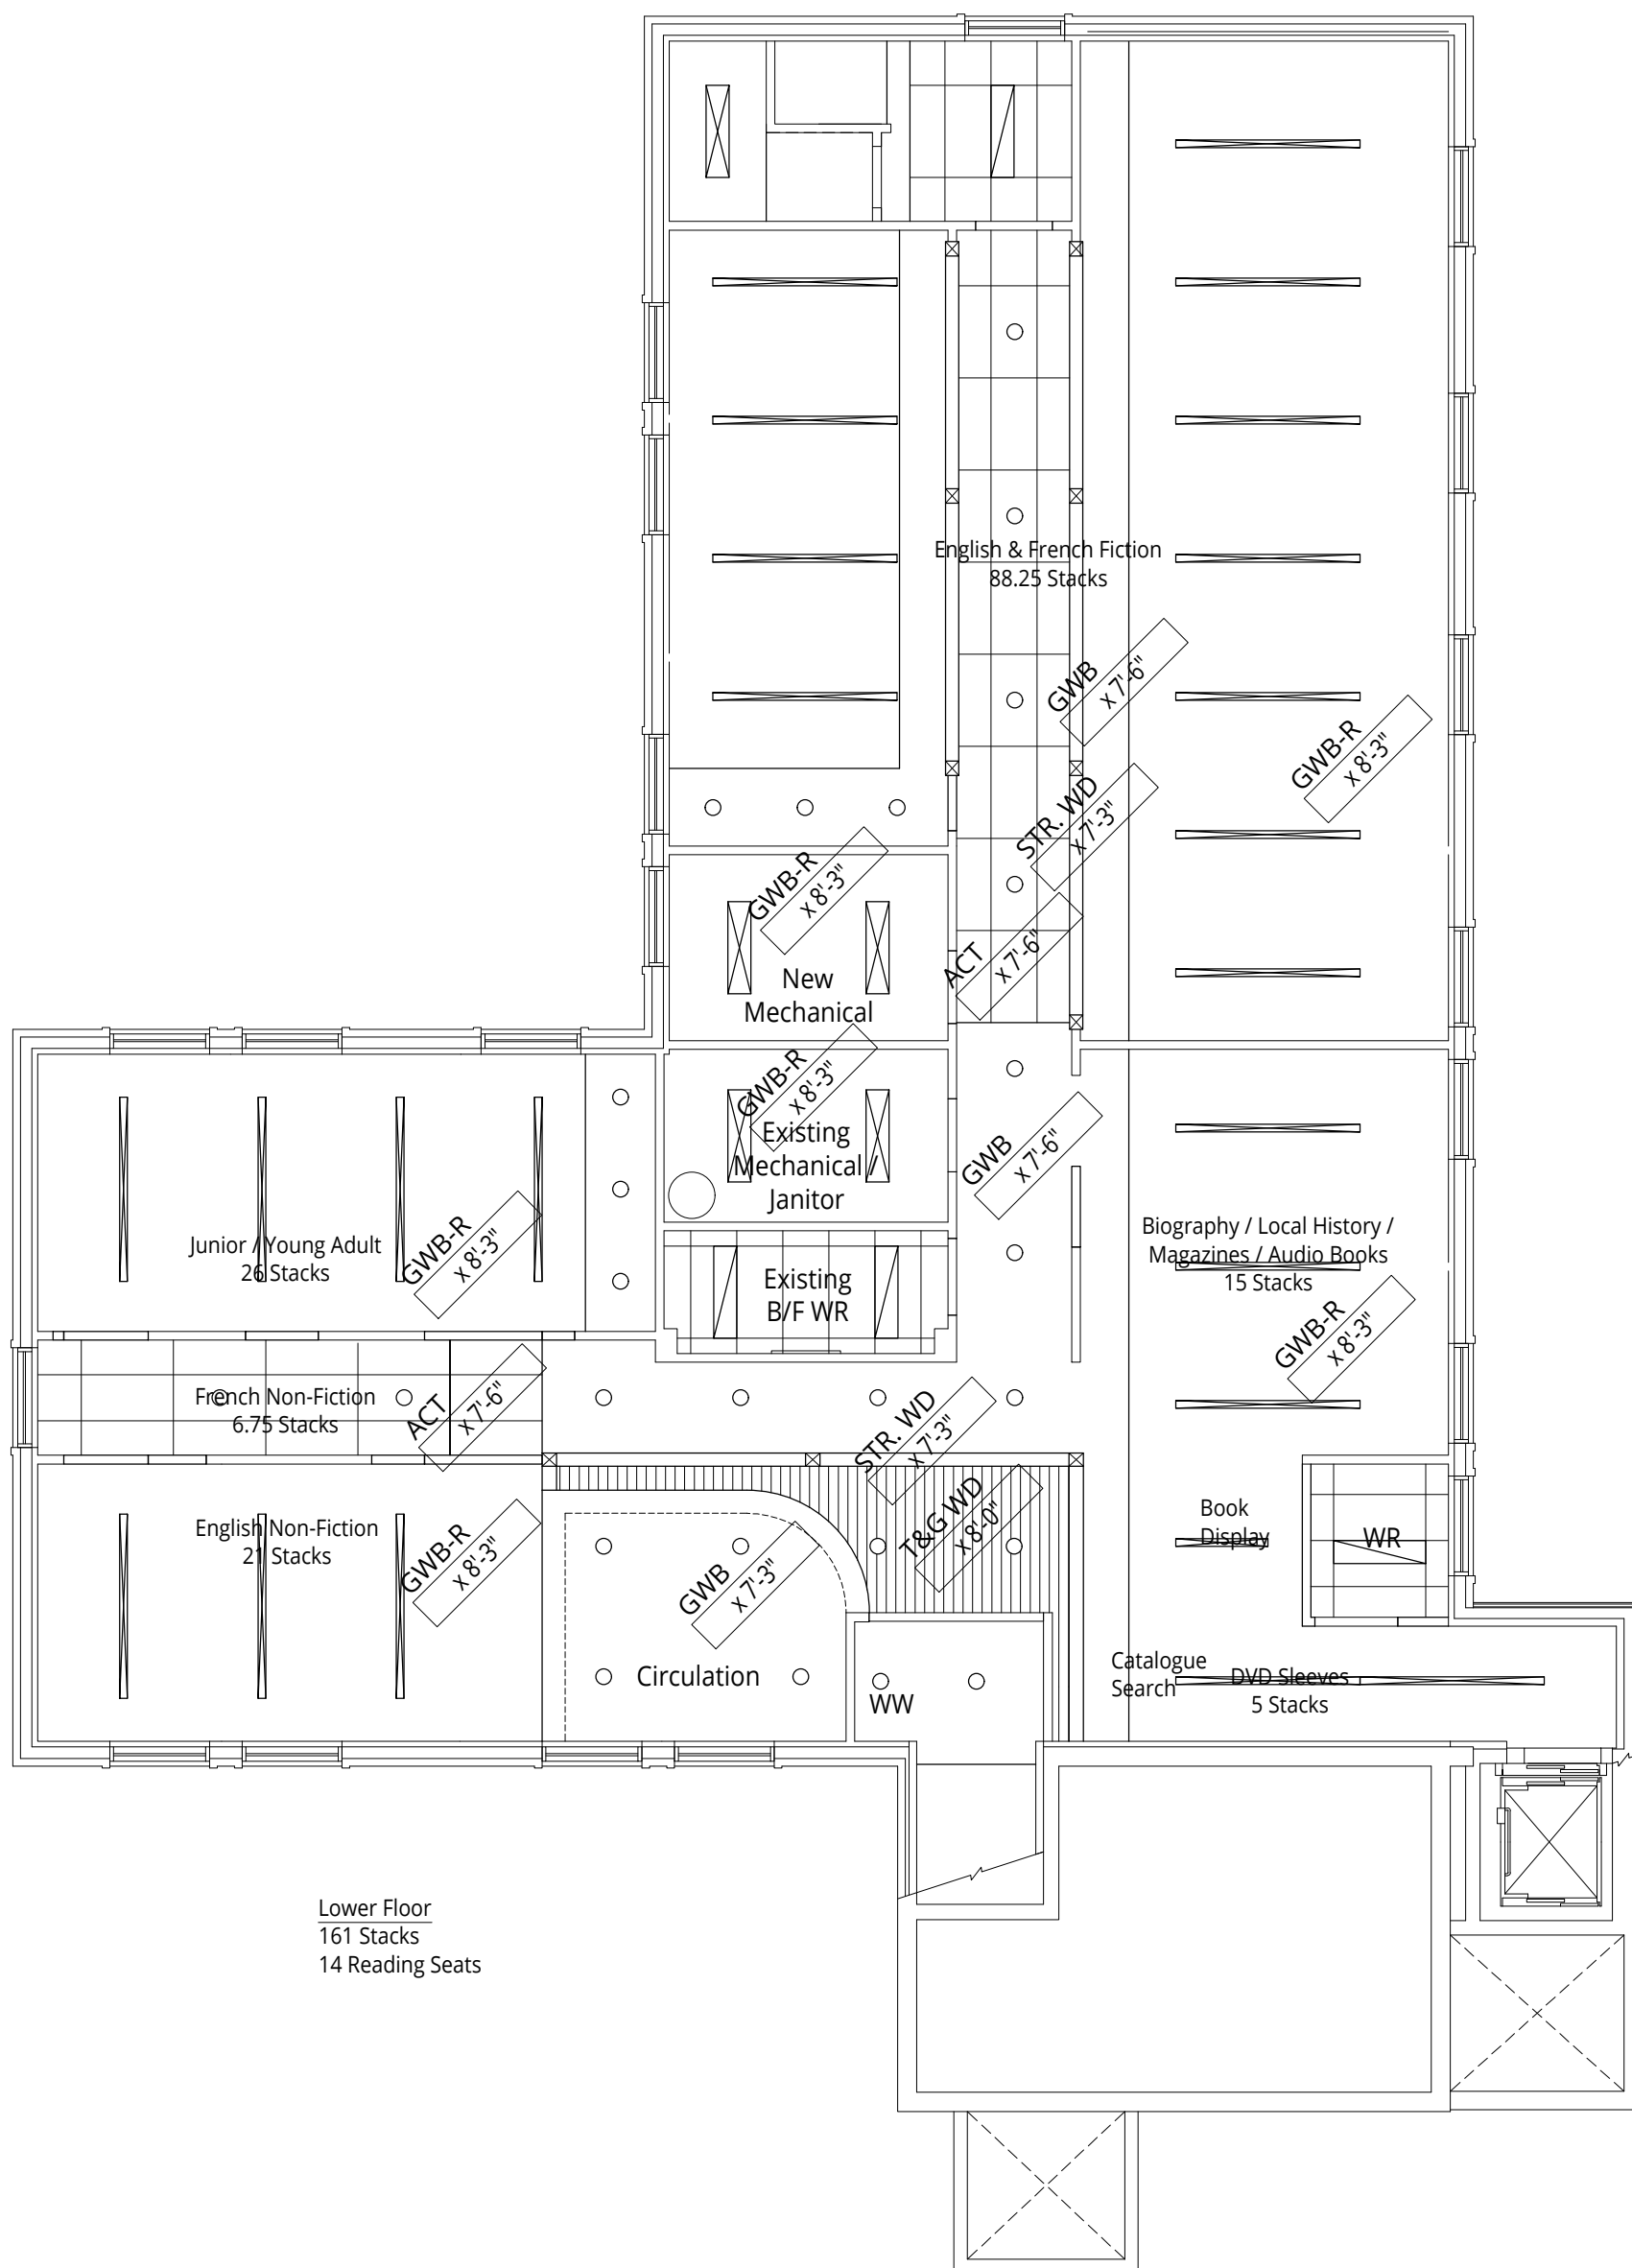 English & French Fiction
88.25 Stacks
GWB
x 7'-6"
GWB-R
x 8'-3"
STR. WD
x 7'-3"
GWB-R
x 8'-3"
ACT
x 7'-6"
New
Mechanical
GWB-R
x 8'-3"
Existing
Mechanical /
Janitor
GWB
x 7'-6"
Junior / Young Adult
26 Stacks
GWB-R
x 8'-3"
Biography / Local History /
Magazines / Audio Books
15 Stacks
Existing
B/F WR
GWB-R
x 8'-3"
French Non-Fiction
6.75 Stacks
ACT
x 7'-6"
STR. WD
x 7'-3"
T&G WD
x 8'-0"
English Non-Fiction
21 Stacks
GWB-R
x 8'-3"
GWB
x 7'-3"
Book
Display
WR
Circulation
WW
Catalogue
Search
DVD Sleeves
5 Stacks
Lower Floor
161 Stacks
14 Reading Seats